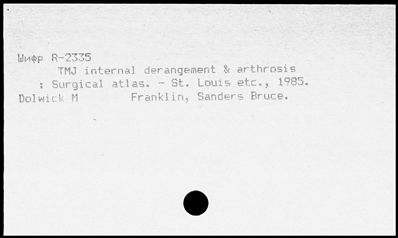 Шифр R-2335
TMJ internal derangement & arthrosis
: Surgical atlas. - St. Louis etc., 1985.
Dolwick M Franklin, Sanders Bruce.